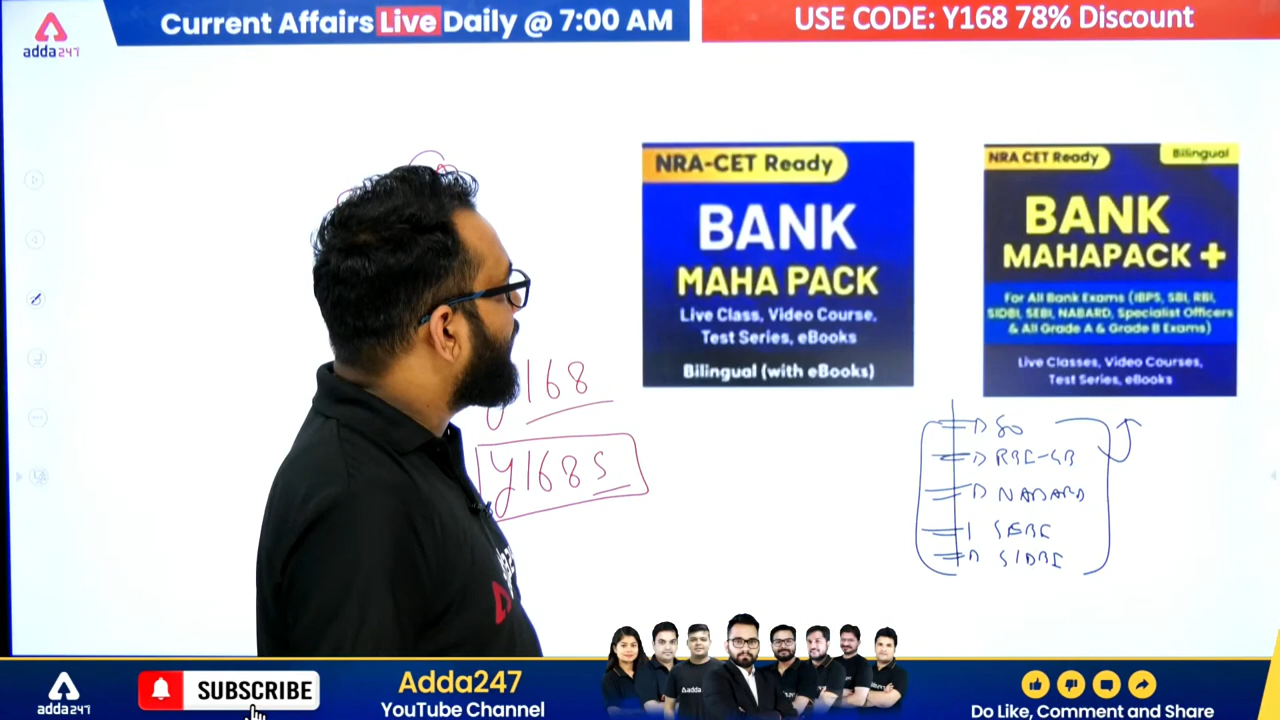 adda247
Current Affairs Live Daily @ 7:00 AM
USE CODE: Y168 78% Discount
NRA-CET Ready
BANK
MAHA PACK
Live Class, Video Course,
Test Series, eBooks
Bilingual (with eBooks)
NRA CET Ready
Bilingual
BANK
MAHAPACK +
For All Bank Exams (IBPS, SBI, RBI,
SIDBI, SEBI, NABARD, Specialist Officers
& All Grade A & Grade B Exams)
Live Classes, Video Courses,
Test Series, eBooks
y168
y168S
SO
RBI-GB
NABARD
SEBI
SIDBI
adda247
SUBSCRIBE
Adda247
YouTube Channel
Do Like, Comment and Share